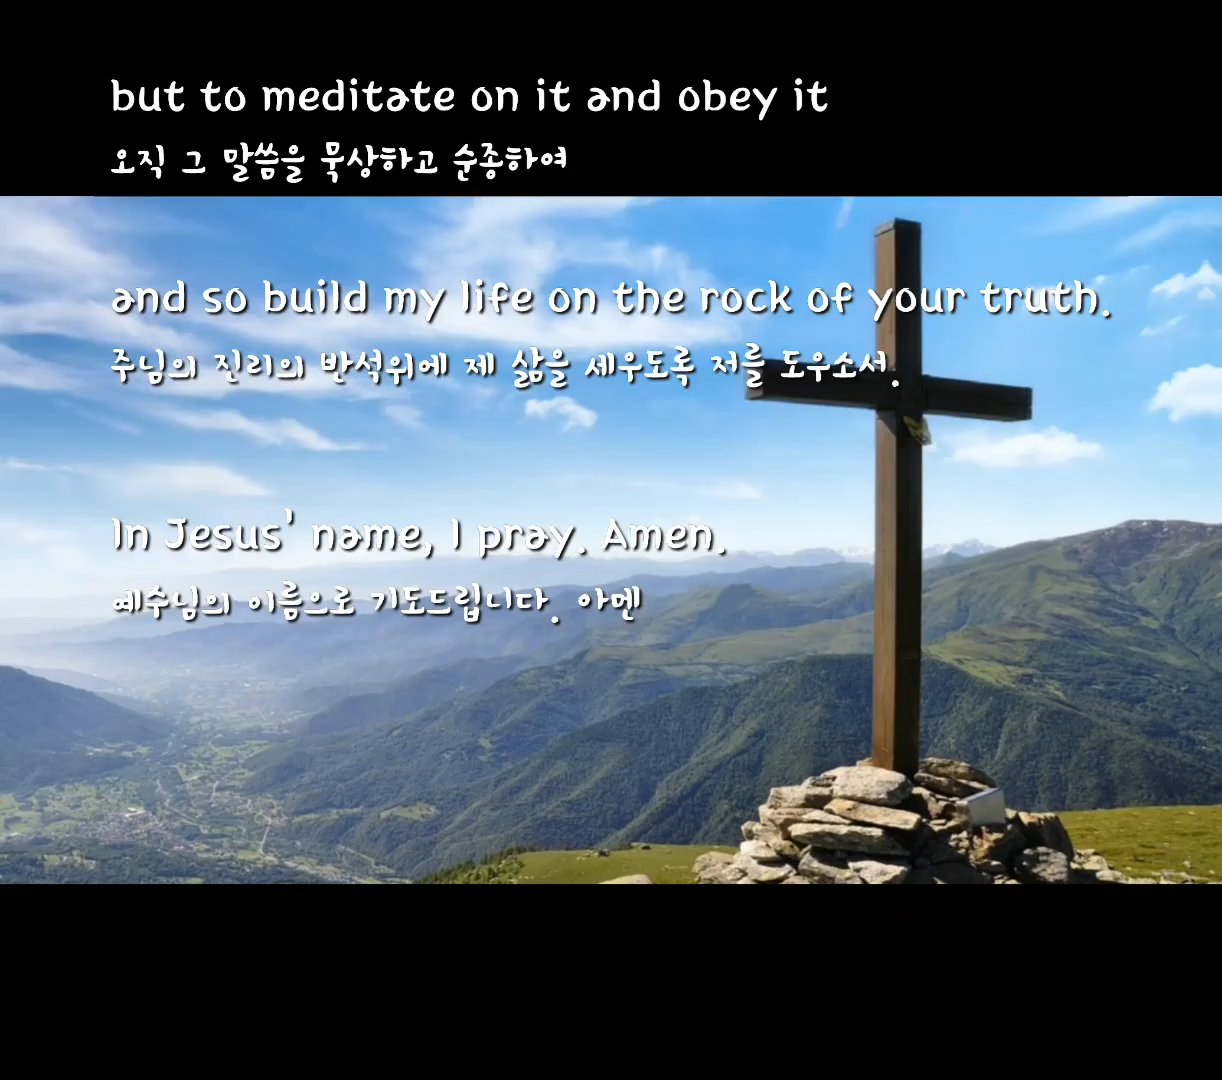 but to meditate on it and obey it
오직 그 말씀을 묵상하고 순종하여
and so build my life on the rock of your truth.
주님의 진리의 반석위에 제 삶을 세우도록 저를 도우소서.
In Jesus' name, I pray. Amen.
예수님의 이름으로 기도드립니다. 아멘